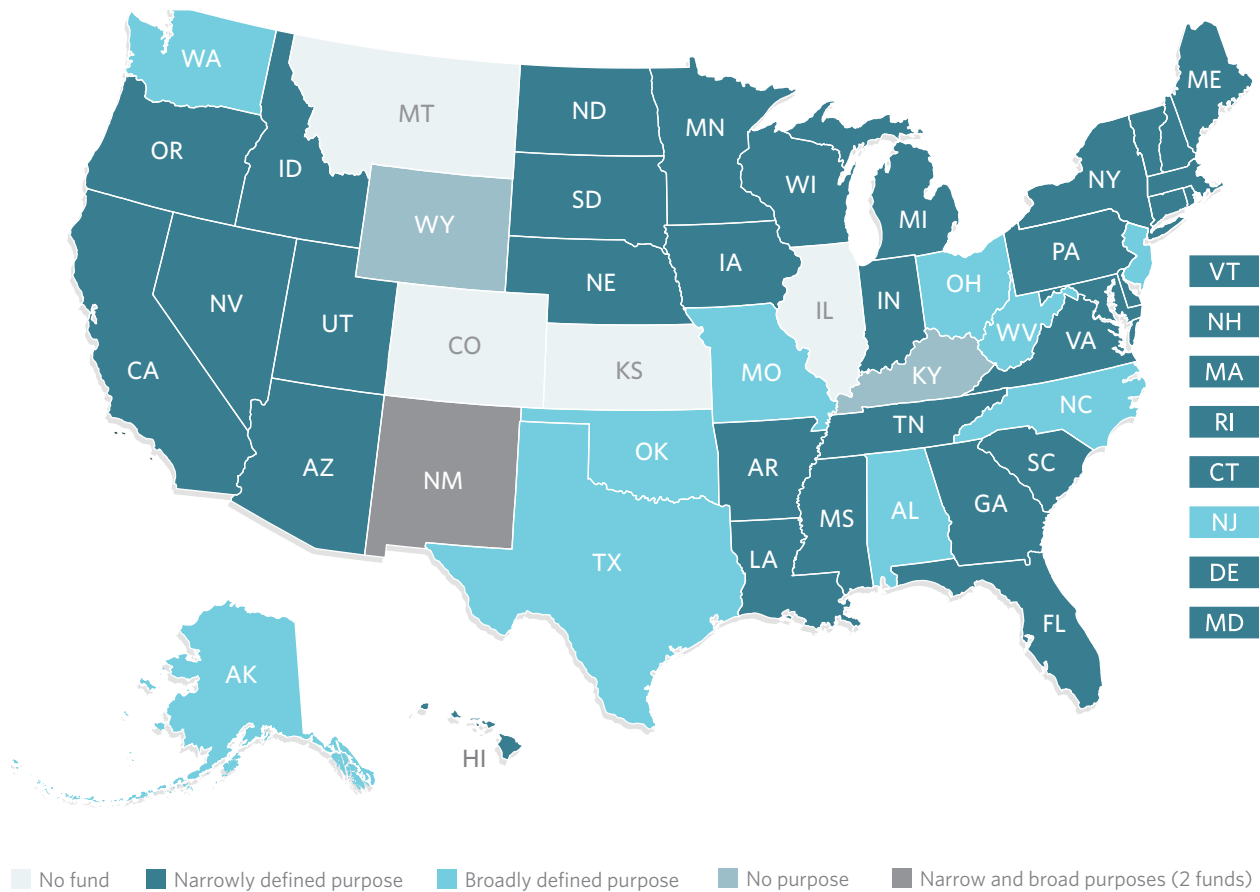 WA
MT
ND
MN
ME
OR
ID
WY
SD
WI
MI
NY
NV
UT
CO
NE
IA
IL
IN
OH
PA
CA
KS
MO
KY
WV
VA
AZ
NM
OK
AR
TN
NC
SC
TX
LA
MS
AL
GA
FL
AK
HI
VT
NH
MA
RI
CT
NJ
DE
MD
No fund Narrowly defined purpose Broadly defined purpose No purpose Narrow and broad purposes (2 funds)